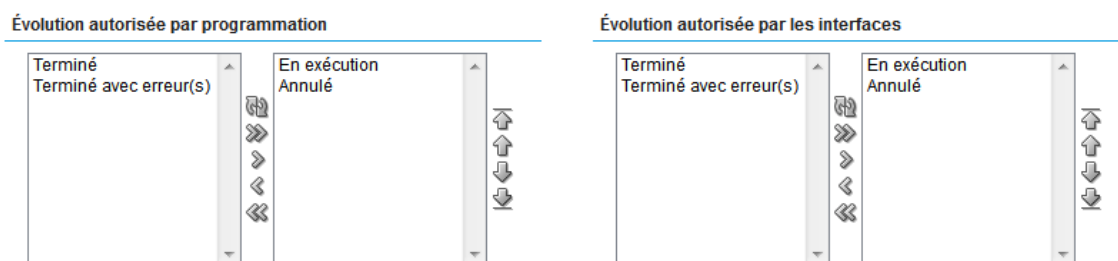 Évolution autorisée par programmation
Terminé
Terminé avec erreur(s)
En exécution
Annulé
Évolution autorisée par les interfaces
Terminé
Terminé avec erreur(s)
En exécution
Annulé